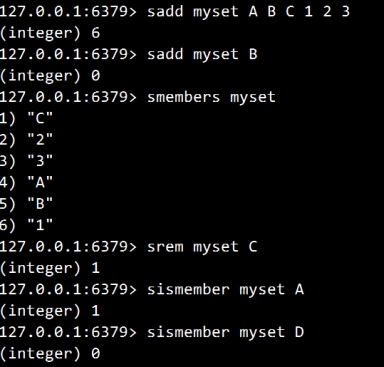 127.0.0.1:6379> sadd myset A B C 1 2 3
(integer) 6
127.0.0.1:6379> sadd myset B
(integer) 0
127.0.0.1:6379> smembers myset
1) "C"
2) "2"
3) "3"
4) "A"
5) "B"
6) "1"
127.0.0.1:6379> srem myset C
(integer) 1
127.0.0.1:6379> sismember myset A
(integer) 1
127.0.0.1:6379> sismember myset D
(integer) 0